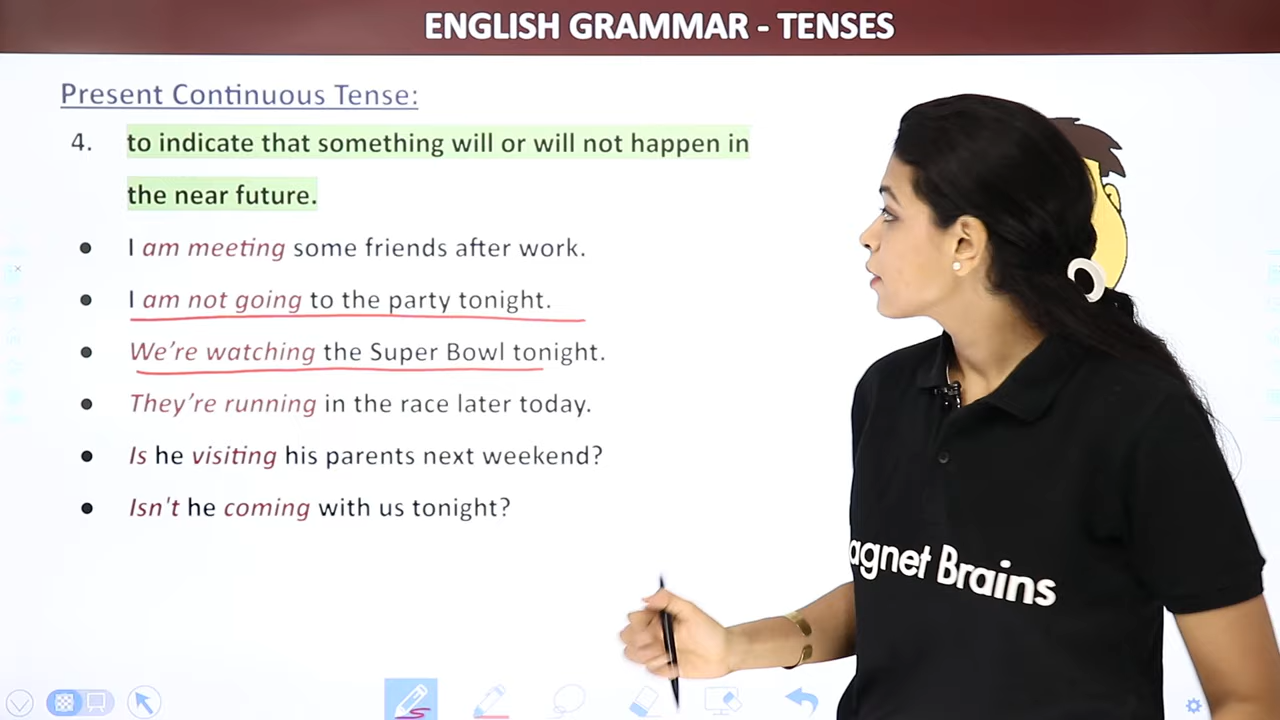 ENGLISH GRAMMAR - TENSES
Present Continuous Tense:
4. to indicate that something will or will not happen in
the near future.
● I am meeting some friends after work.
● I am not going to the party tonight.
● We're watching the Super Bowl tonight.
● They're running in the race later today.
● Is he visiting his parents next weekend?
● Isn't he coming with us tonight?
agnet Brains